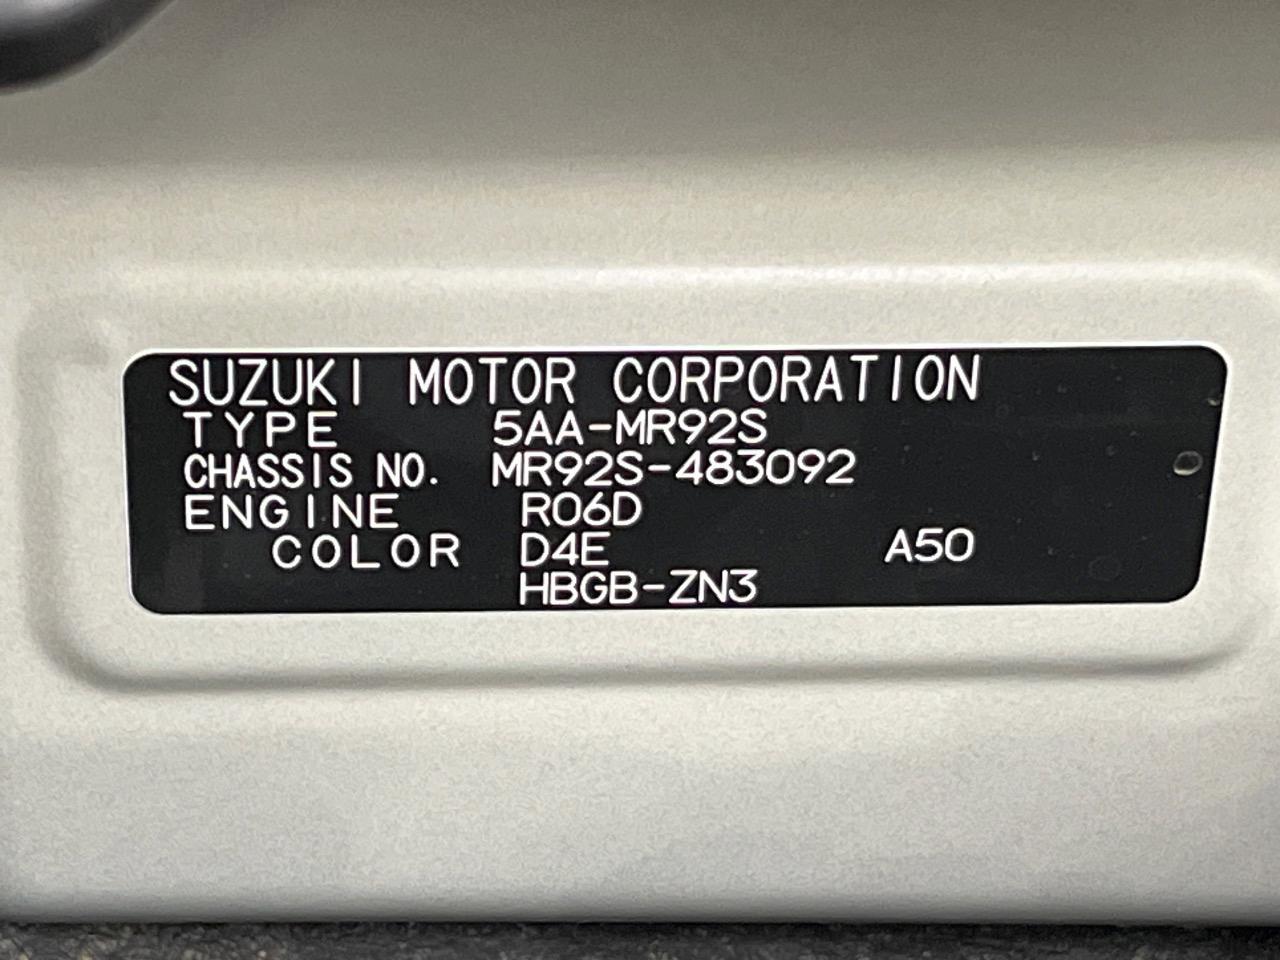 SUZUKI MOTOR CORPORATION
TYPE 5AA-MR92S
CHASSIS NO. MR92S-483092
ENGINE R06D
COLOR D4E A50
HBGB-ZN3